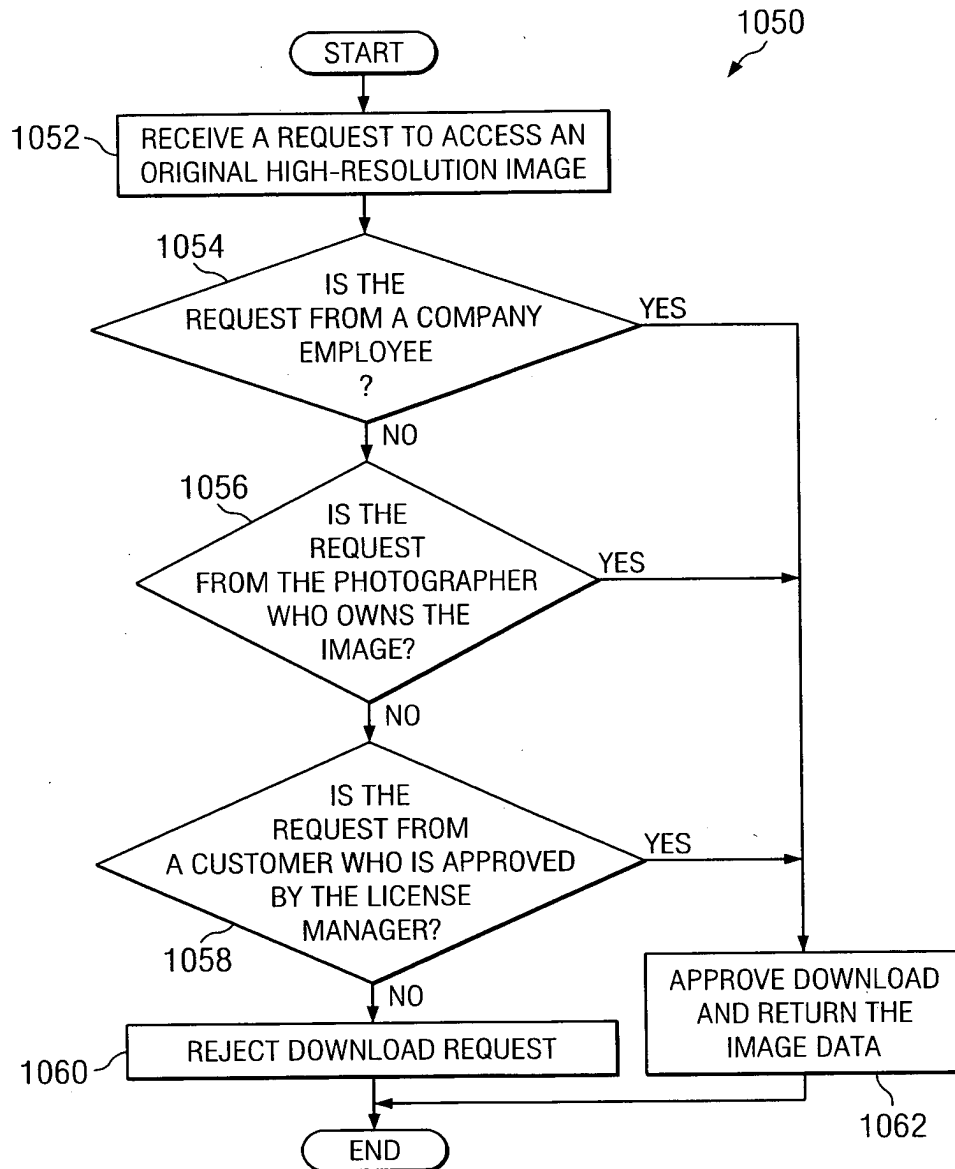 1050
START
1052
RECEIVE A REQUEST TO ACCESS AN
ORIGINAL HIGH-RESOLUTION IMAGE
1054
IS THE
REQUEST FROM A COMPANY
EMPLOYEE
?
YES
NO
1056
IS THE
REQUEST
FROM THE PHOTOGRAPHER
WHO OWNS THE
IMAGE?
YES
NO
IS THE
REQUEST FROM
A CUSTOMER WHO IS APPROVED
BY THE LICENSE
MANAGER?
YES
1058
NO
REJECT DOWNLOAD REQUEST
1060
APPROVE DOWNLOAD
AND RETURN THE
IMAGE DATA
1062
END